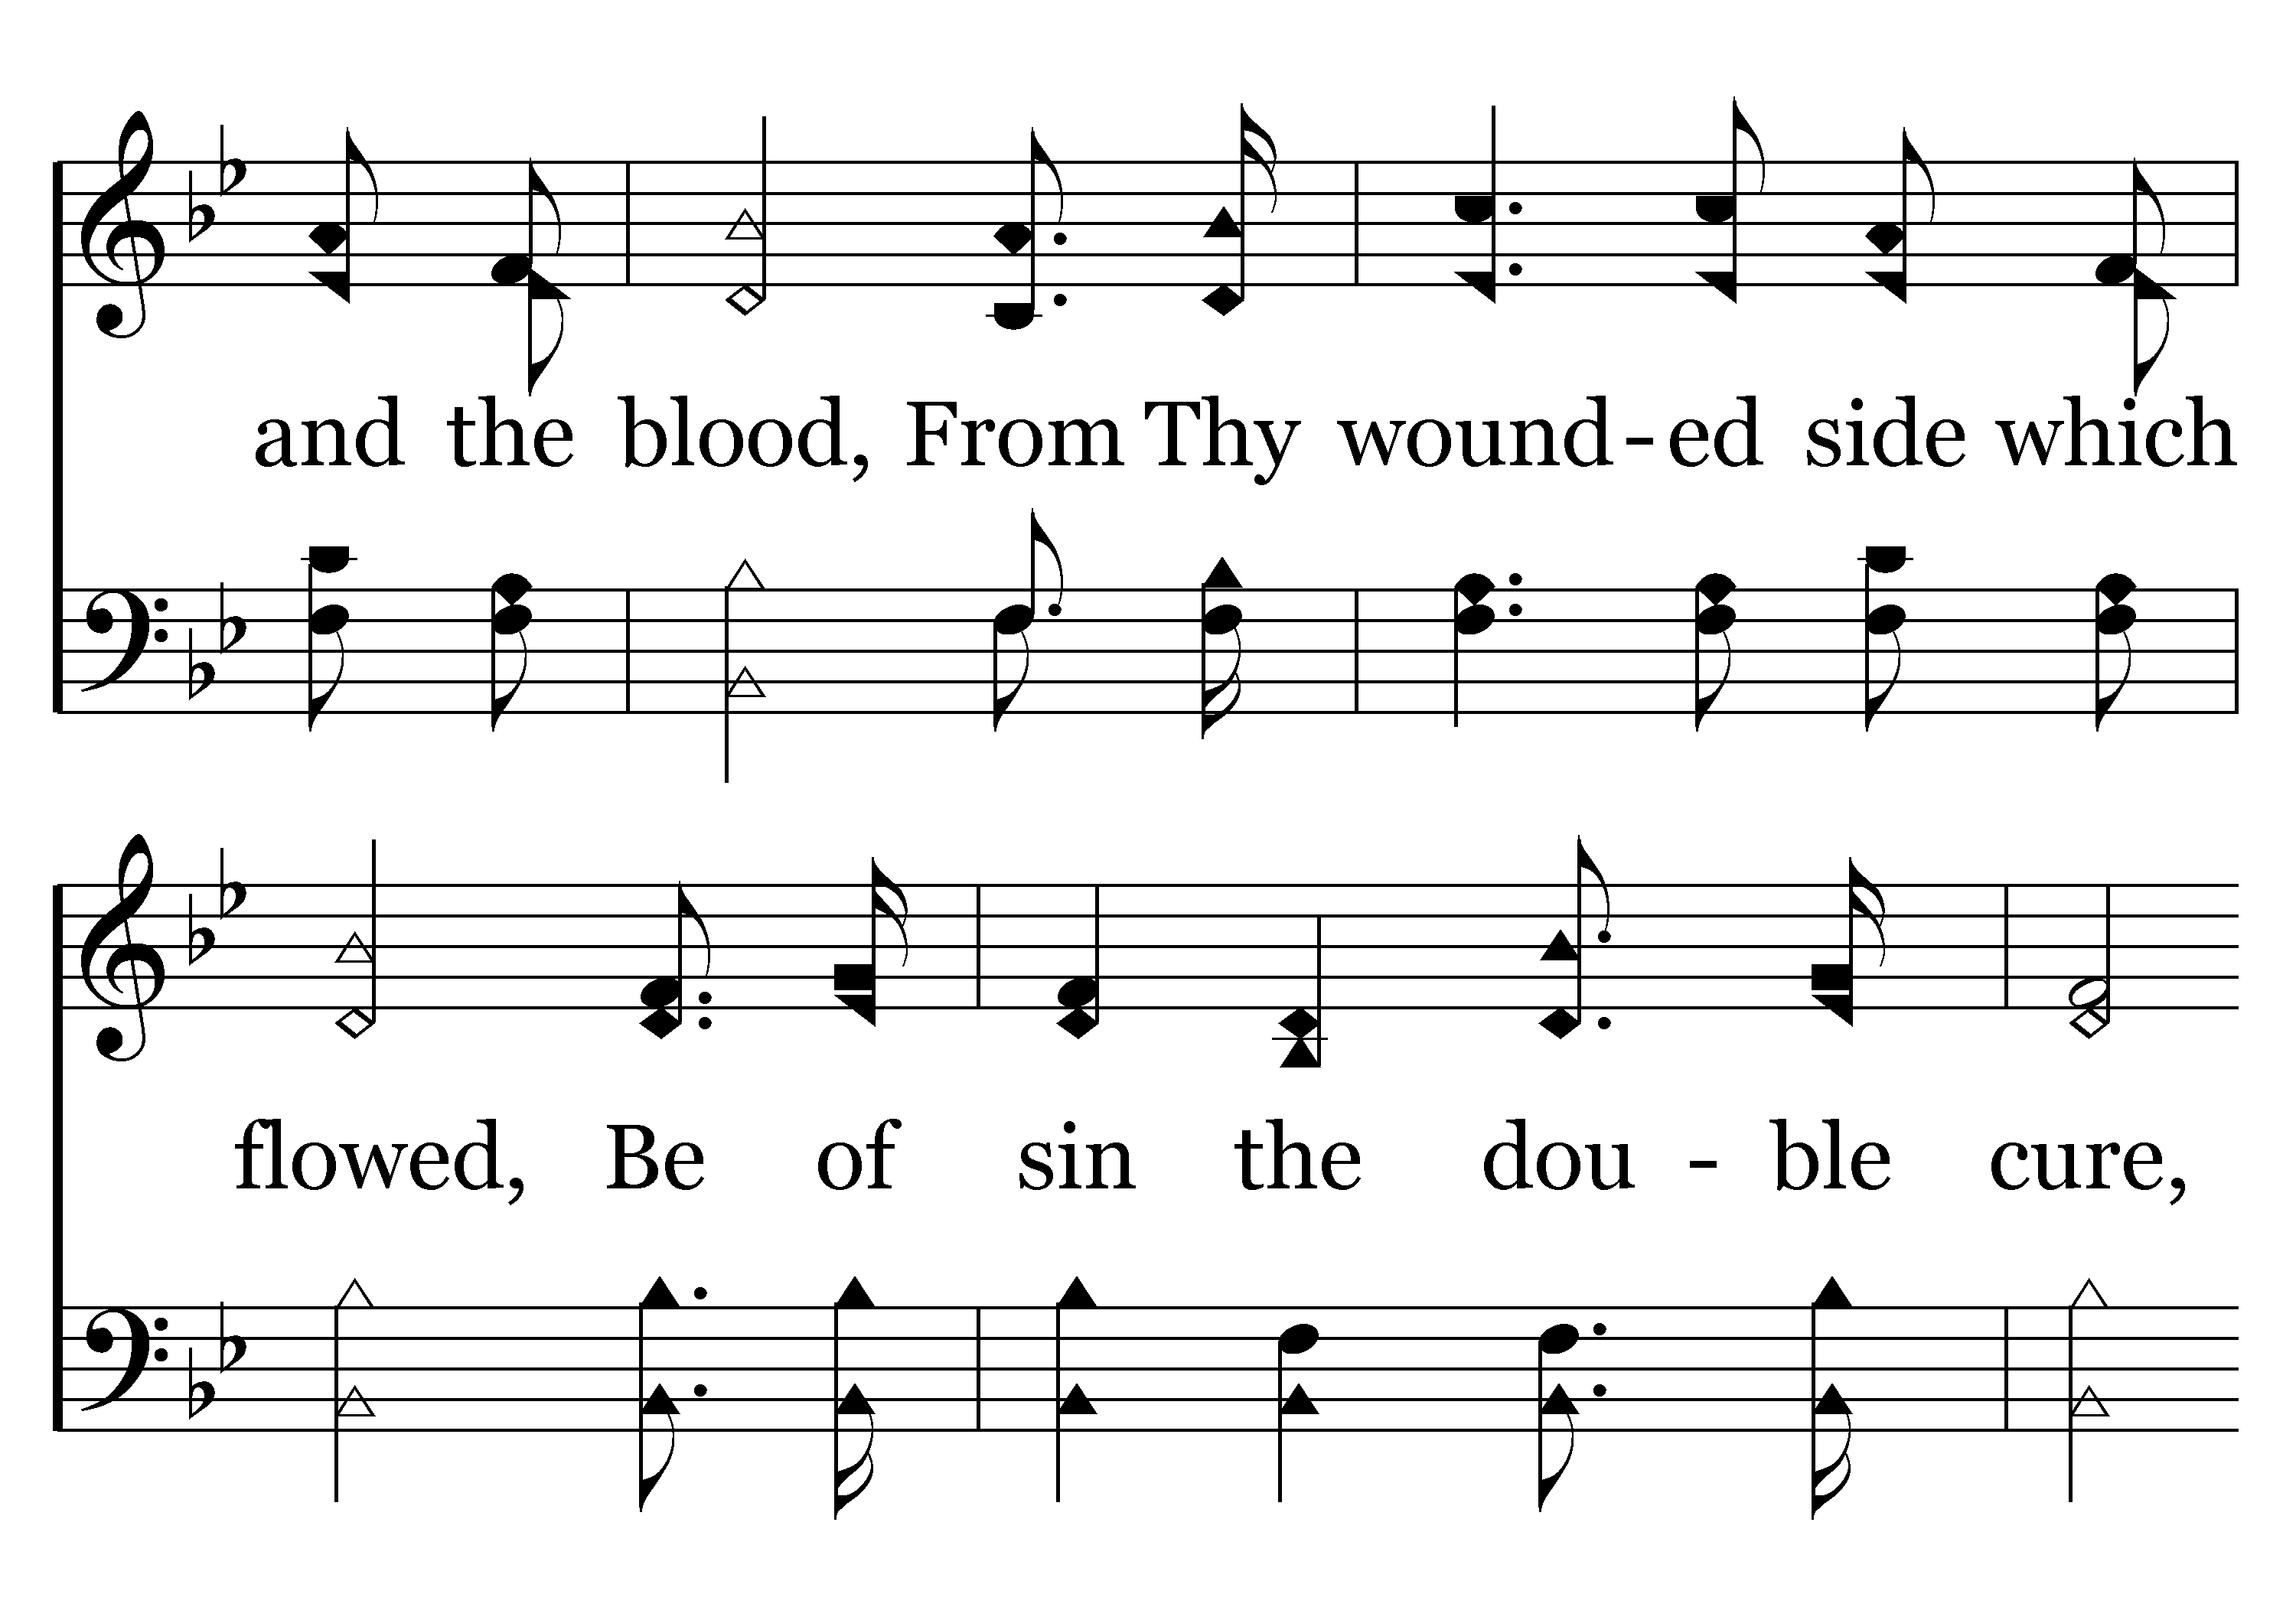 and the blood, From Thy wound-ed side which
flowed, Be of sin the dou - ble cure,